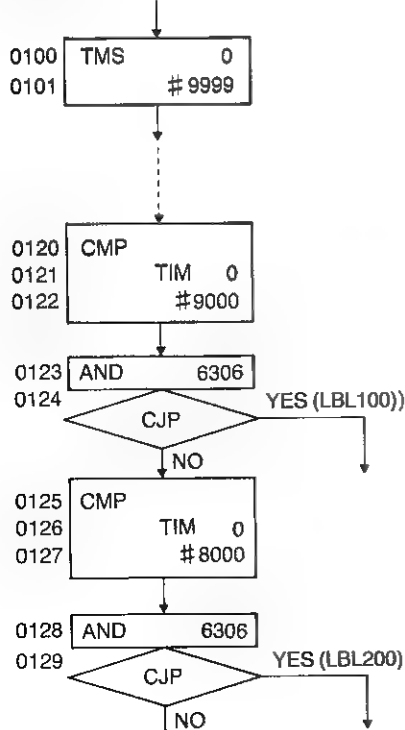 0100 TMS 0
0101 #9999
0120 CMP
0121 TIM 0
0122 #9000
0123 AND 6306
0124
YES (LBL100))
CJP
NO
0125 CMP
0126 TIM 0
0127 #8000
0128 AND 6306
0129
YES (LBL200)
CJP
NO